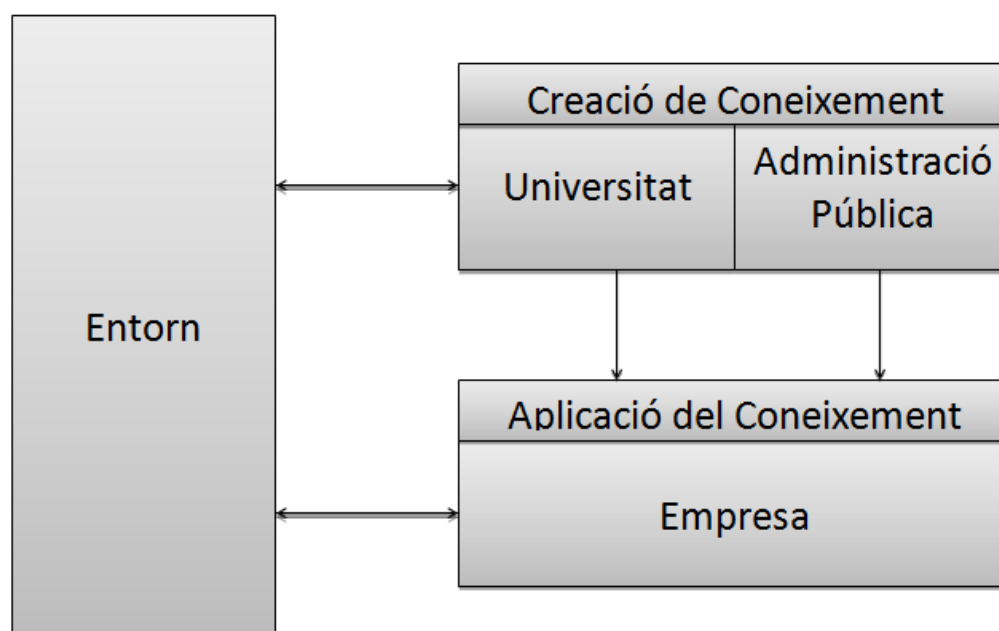 Entorn
Creació de Coneixement
Universitat
Administració
Pública
Aplicació del Coneixement
Empresa